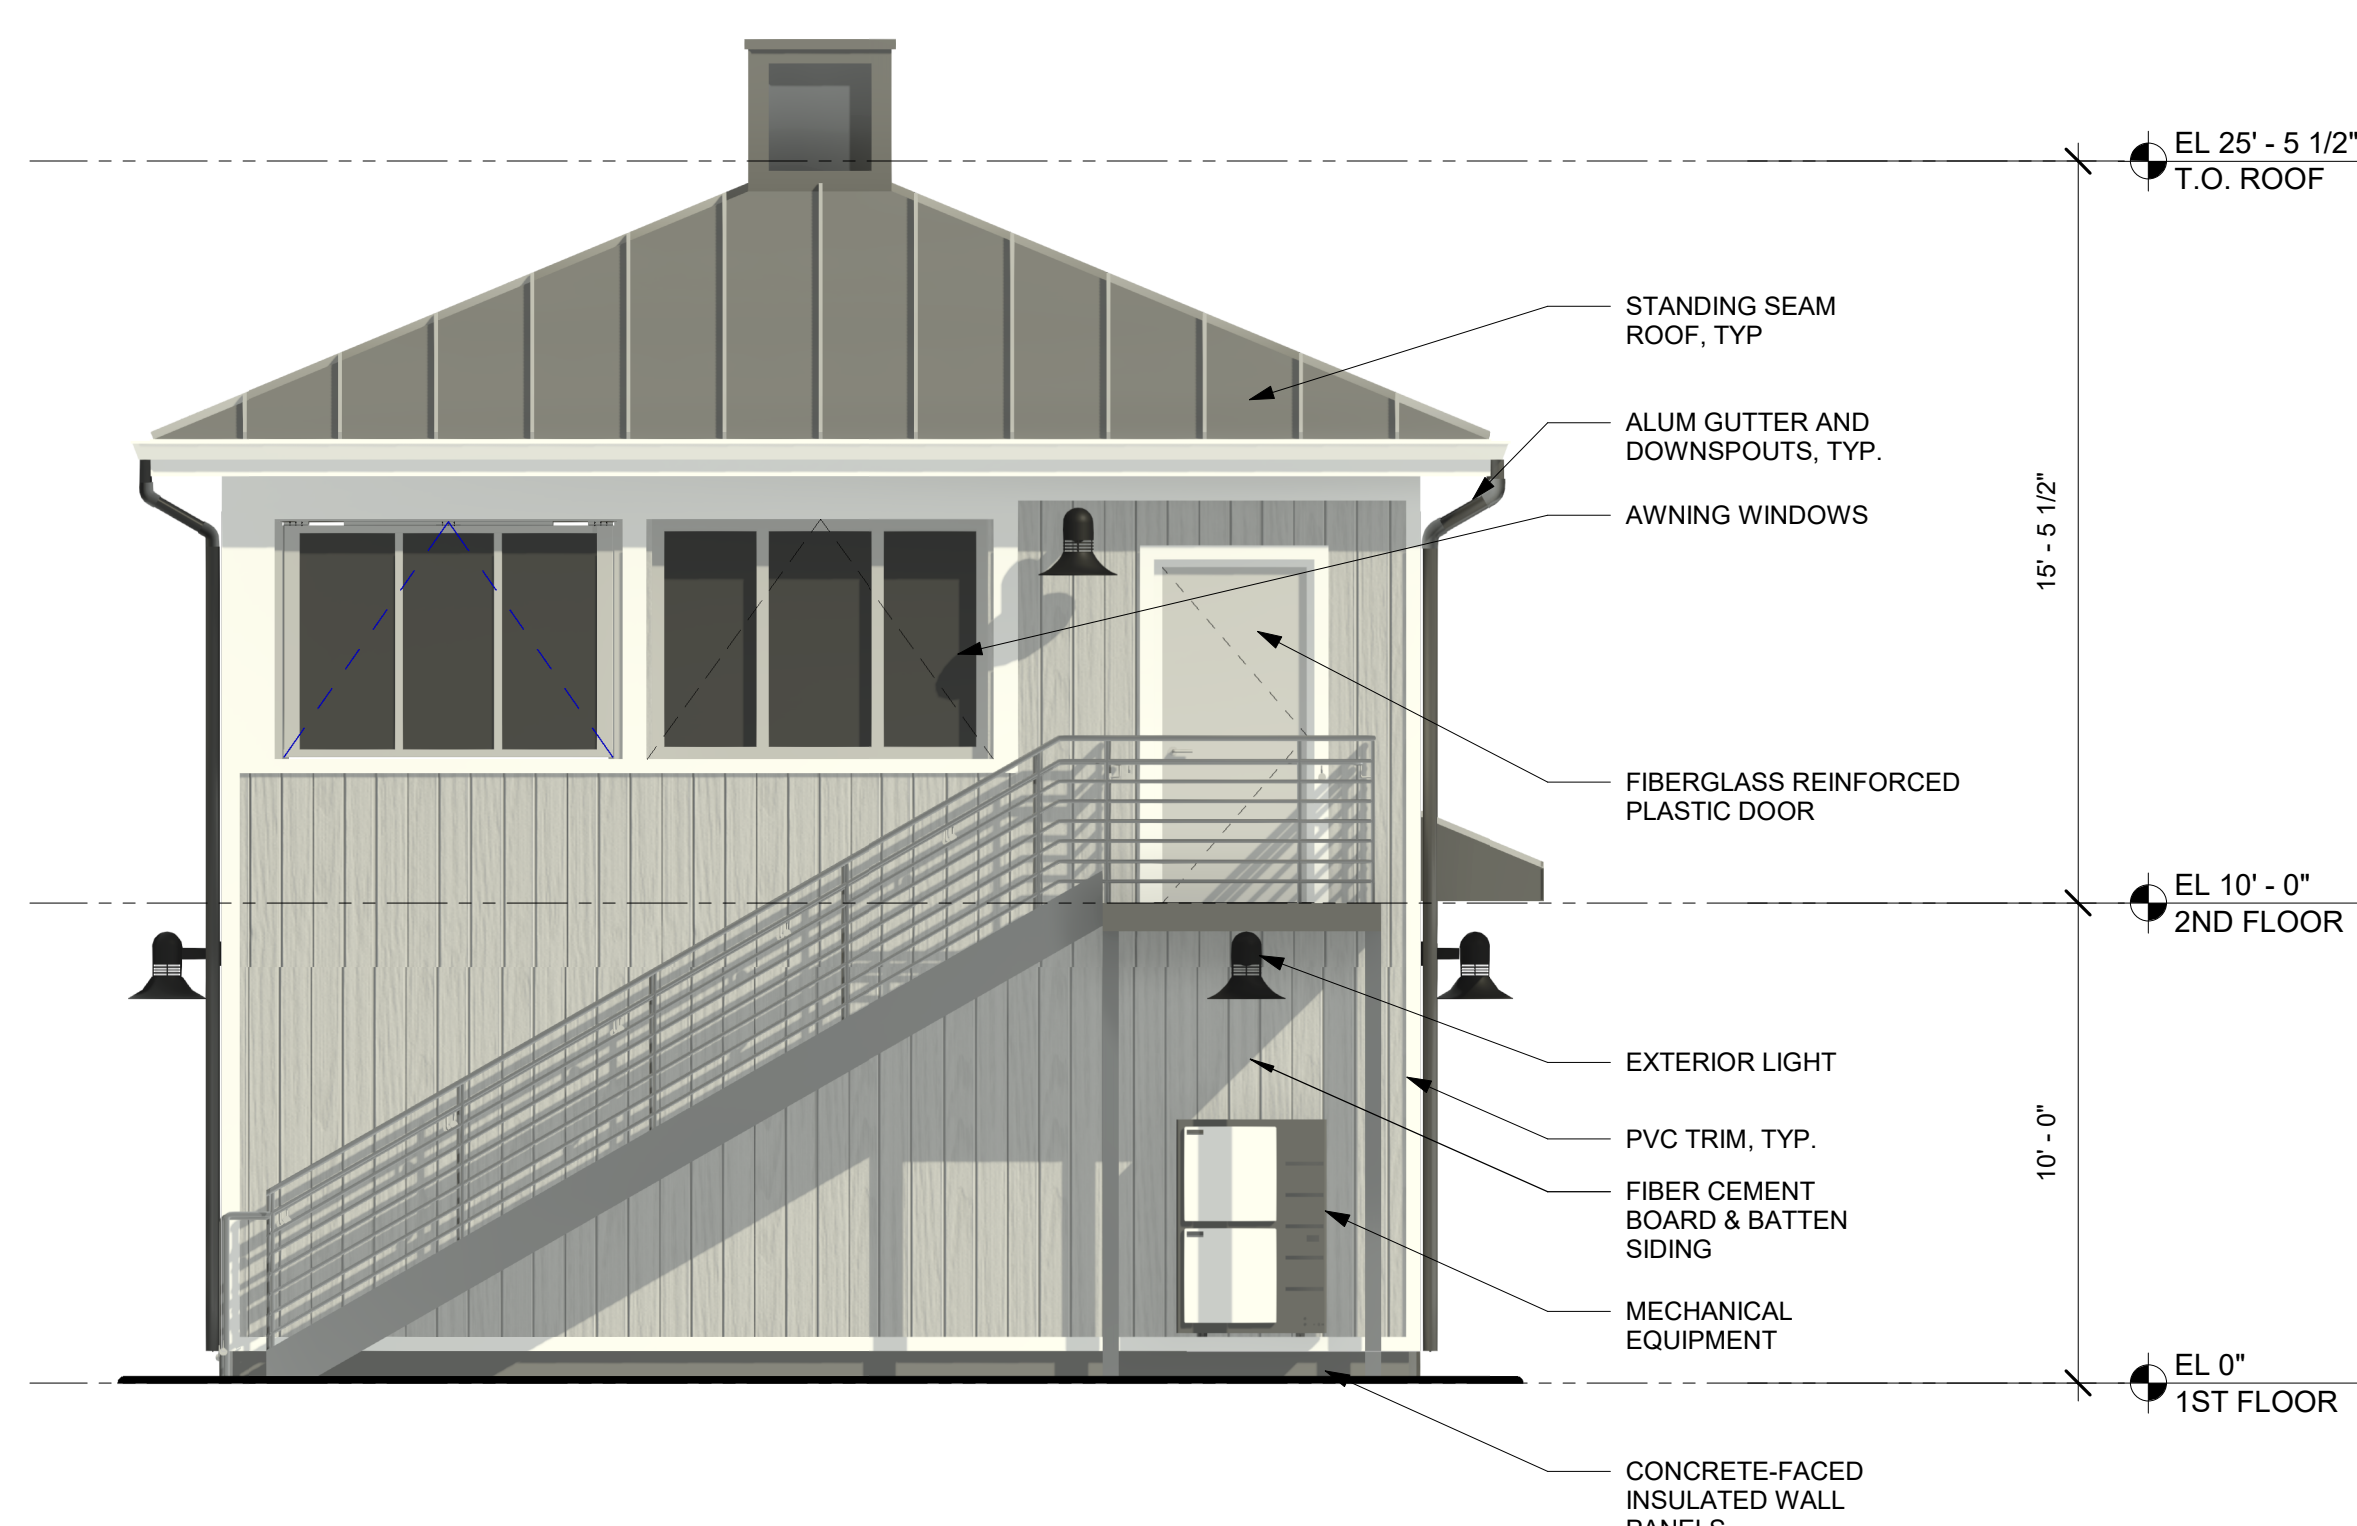 EL 25' - 5 1/2"
T.O. ROOF
STANDING SEAM
ROOF, TYP
ALUM GUTTER AND
DOWNSPOUTS, TYP.
AWNING WINDOWS
15' - 5 1/2"
FIBERGLASS REINFORCED
PLASTIC DOOR
EL 10' - 0"
2ND FLOOR
EXTERIOR LIGHT
PVC TRIM, TYP.
10' - 0"
FIBER CEMENT
BOARD & BATTEN
SIDING
MECHANICAL
EQUIPMENT
EL 0"
1ST FLOOR
CONCRETE-FACED
INSULATED WALL
PANELS